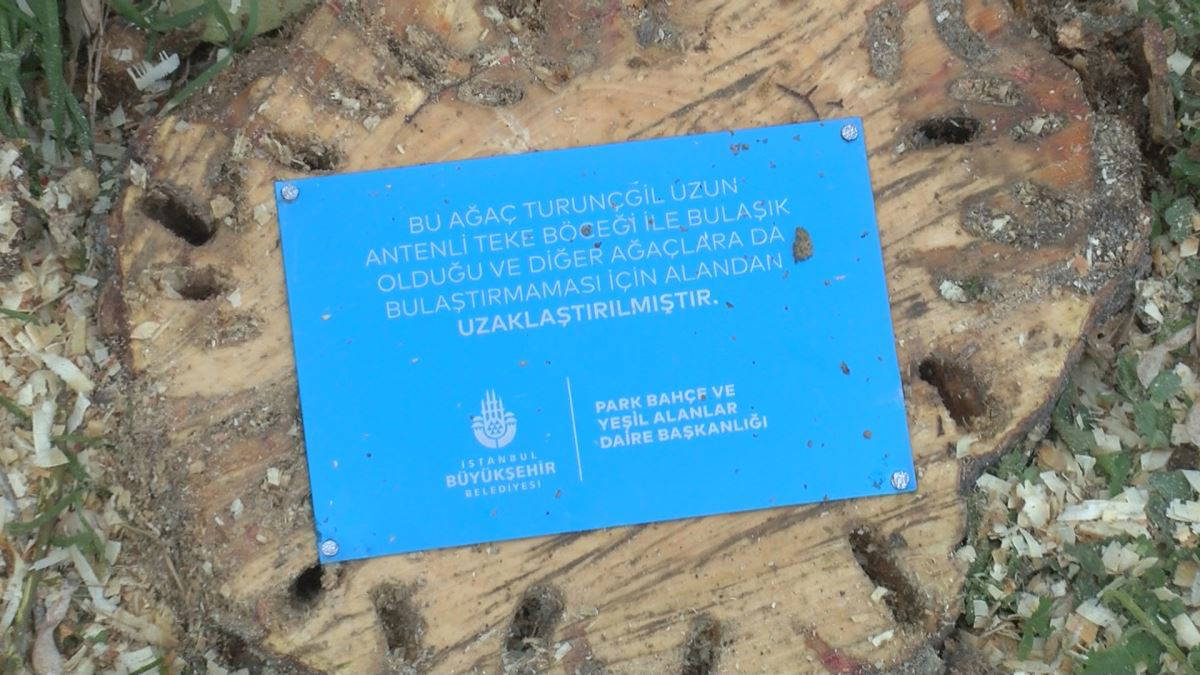 BU AĞAÇ TURUNÇGİL UZUN
ANTENLİ TEKE BÖCEĞİ İLE BULAŞIK
OLDUĞU VE DİĞER AĞAÇLARA DA
BULAŞTIRMAMASI İÇİN ALANDAN
UZAKLAŞTIRILMIŞTIR.
İSTANBUL
BÜYÜKŞEHİR
BELEDİYESİ
PARK BAHÇE VE
YEŞİL ALANLAR
DAİRE BAŞKANLIĞI